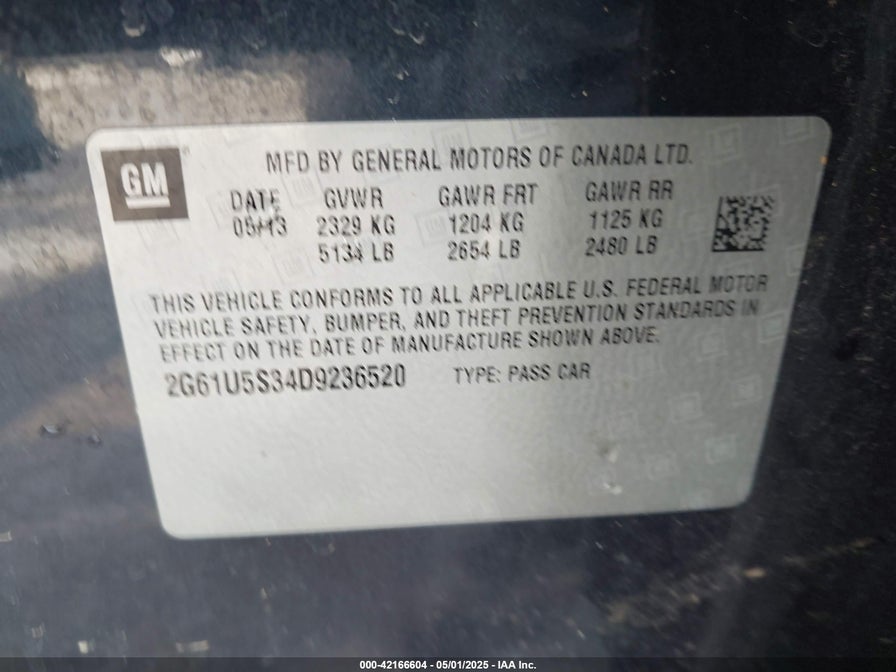 GM ®
MFD BY GENERAL MOTORS OF CANADA LTD.
DATE GVWR GAWR FRT GAWR RR
05/13 2329 KG 1204 KG 1125 KG
5134 LB 2654 LB 2480 LB
THIS VEHICLE CONFORMS TO ALL APPLICABLE U.S. FEDERAL MOTOR
VEHICLE SAFETY, BUMPER, AND THEFT PREVENTION STANDARDS IN
EFFECT ON THE DATE OF MANUFACTURE SHOWN ABOVE.
2G61U5S34D9236520 TYPE: PASS CAR
000-42166604 - 05/01/2025 - IAA Inc.